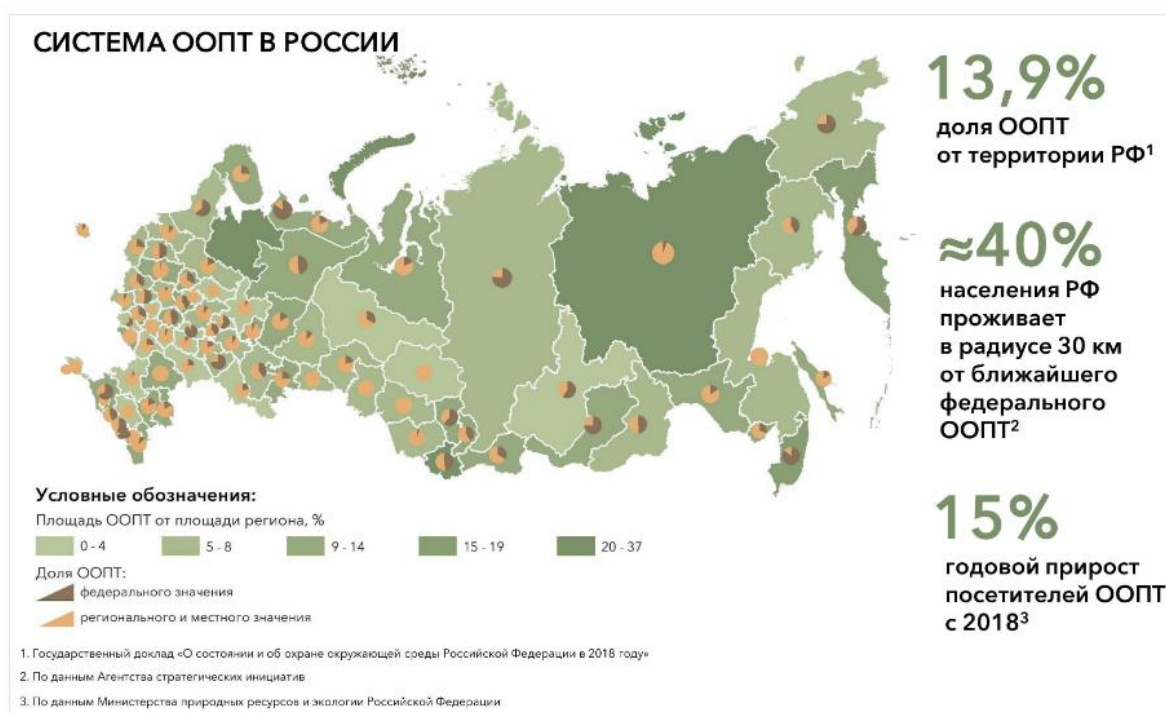 СИСТЕМА ООПТ В РОССИИ
13,9%
доля ООПТ
от территории РФ¹
≈40%
населения РФ
проживает
в радиусе 30 км
от ближайшего
федерального
ООПТ²
15%
годовой прирост
посетителей ООПТ
с 2018³
Условные обозначения:
Площадь ООПТ от площади региона, %
0 - 4 5 - 8 9 - 14 15 - 19 20 - 37
Доля ООПТ:
федерального значения
регионального и местного значения
1. Государственный доклад «О состоянии и об охране окружающей среды Российской Федерации в 2018 году»
2. По данным Агентства стратегических инициатив
3. По данным Министерства природных ресурсов и экологии Российской Федерации